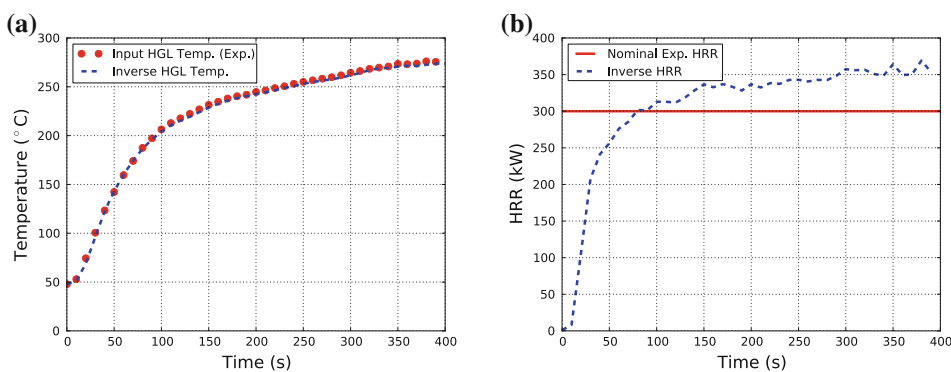 (a)
300
250
200
150
100
50
0
Temperature (°C)
Input HGL Temp. (Exp.)
Inverse HGL Temp.
0 50 100 150 200 250 300 350 400
Time (s)
(b)
400
350
300
250
200
150
100
50
0
HRR (kW)
Nominal Exp. HRR
Inverse HRR
0 50 100 150 200 250 300 350 400
Time (s)